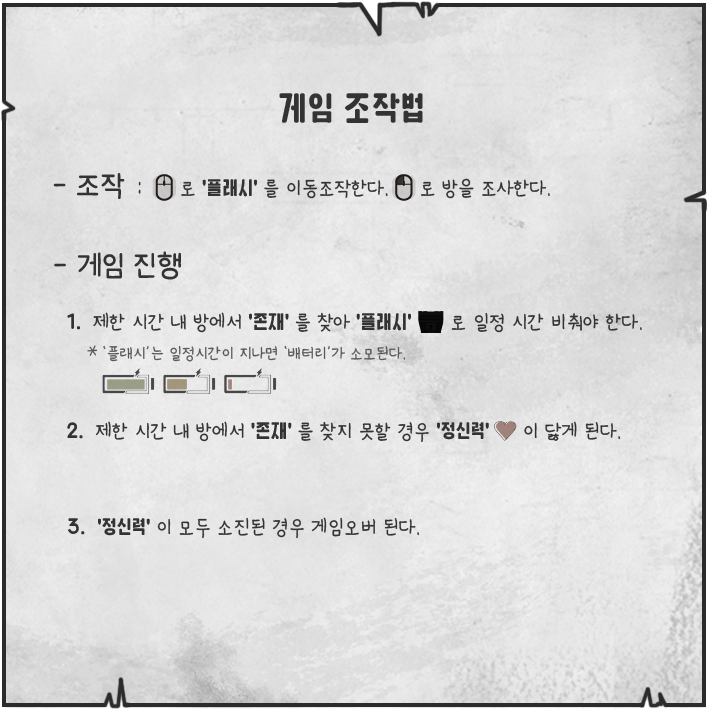 게임 조작법
- 조작 : 로 '플래시' 를 이동조작한다. 로 방을 조사한다.
- 게임 진행
1. 제한 시간 내 방에서 '존재' 를 찾아 '플래시' 로 일정 시간 비춰야 한다.
* '플래시'는 일정시간이 지나면 '배터리'가 소모된다.
2. 제한 시간 내 방에서 '존재' 를 찾지 못할 경우 '정신력' 이 닳게 된다.
3. '정신력' 이 모두 소진된 경우 게임오버 된다.